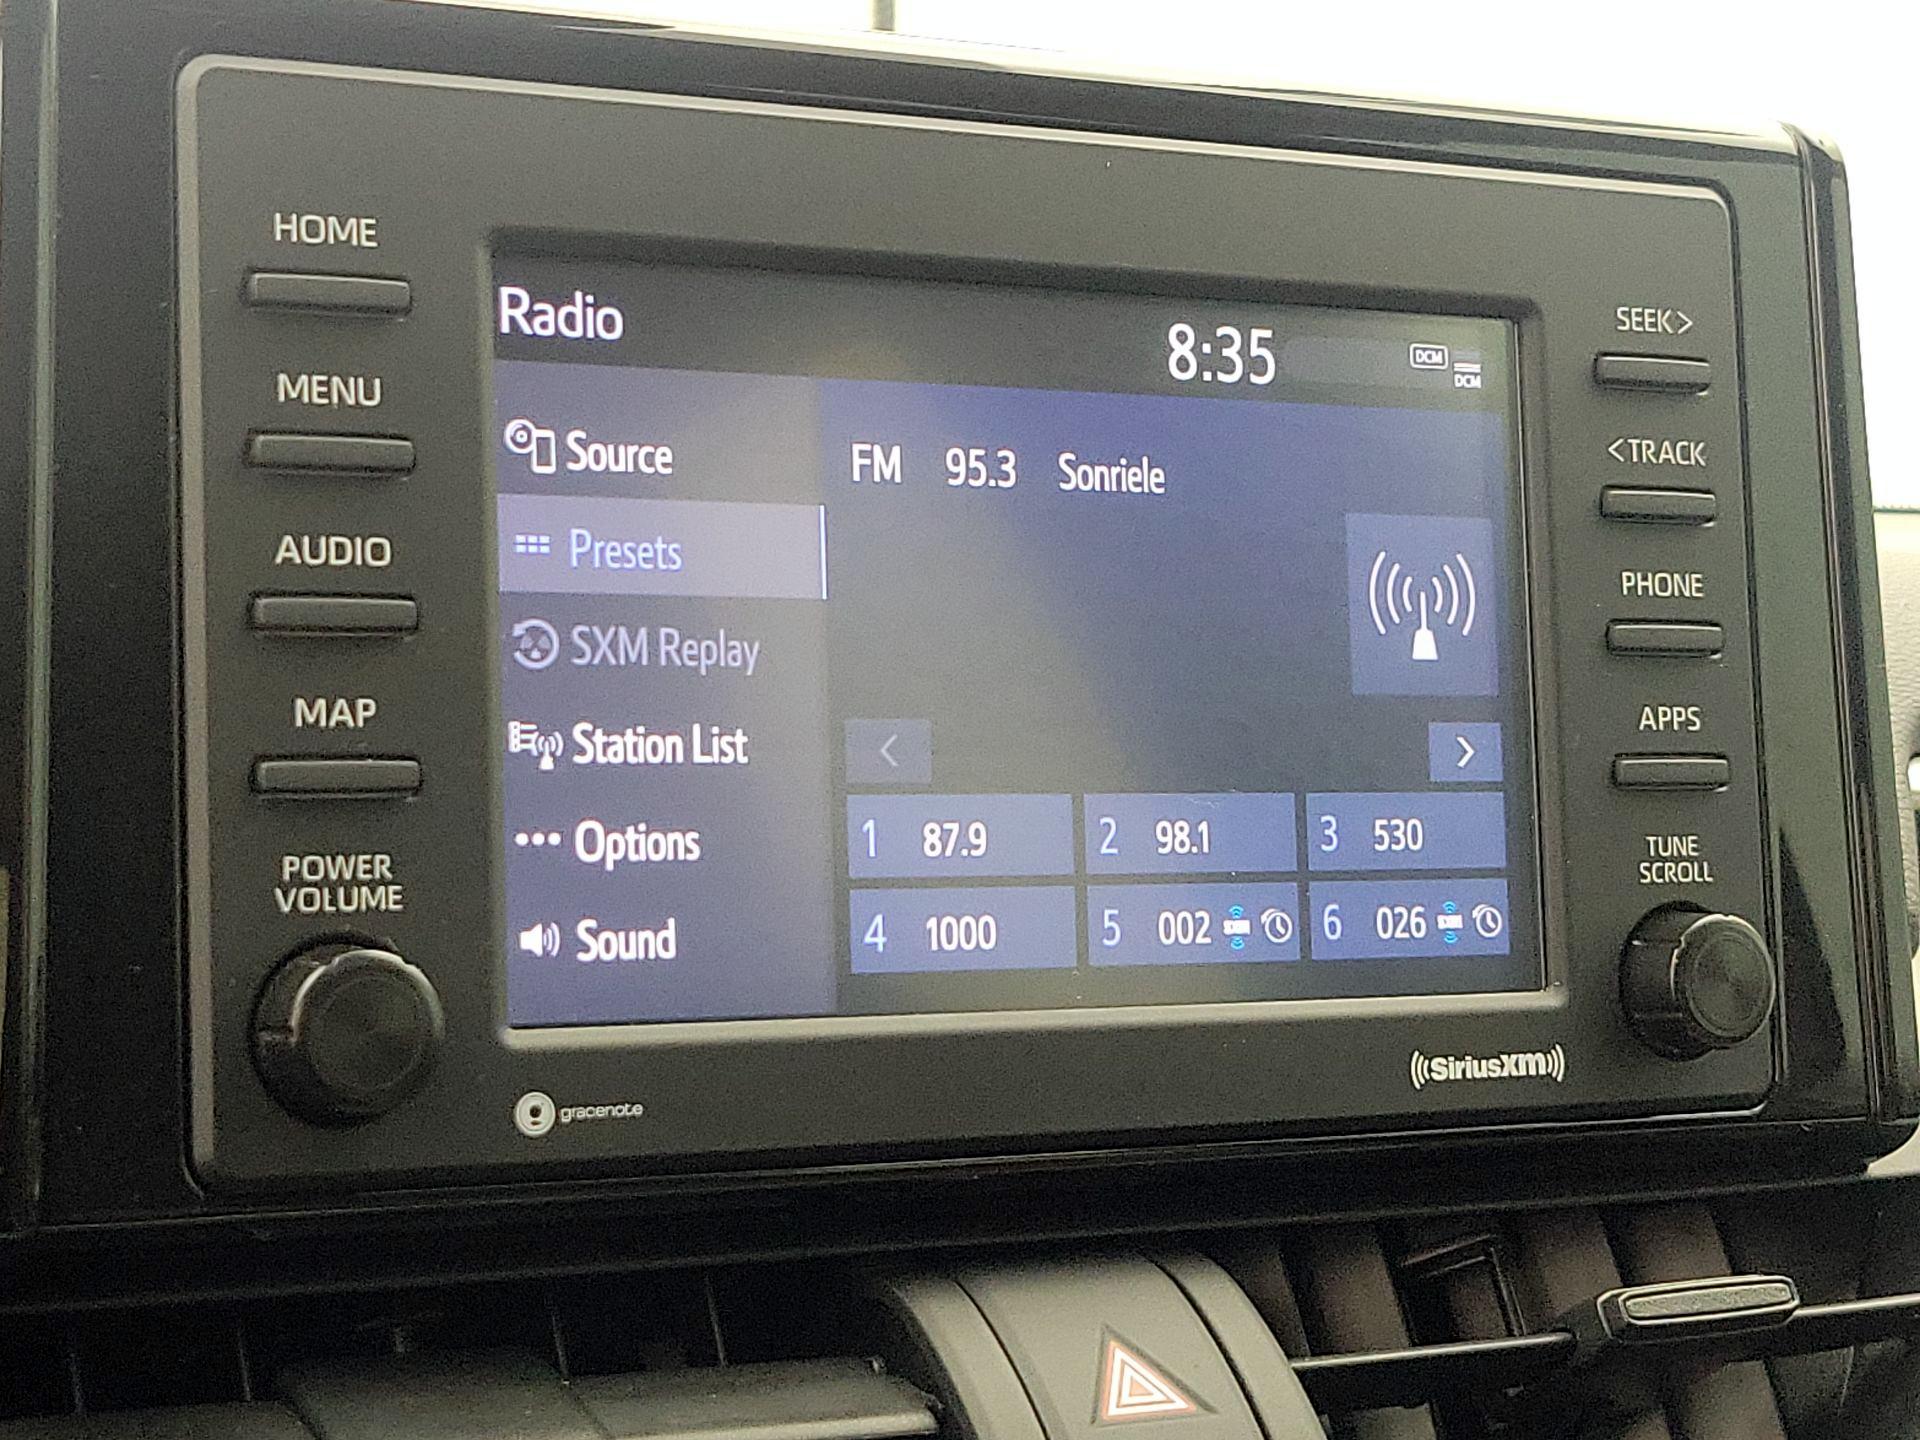 HOME
MENU
AUDIO
MAP
POWER
VOLUME
Radio
8:35
DCM
DCM
Source
Presets
SXM Replay
Station List
Options
Sound
FM 95.3 Sonriele
<
>
1 87.9
2 98.1
3 530
4 1000
5 002 SXM
6 026 SXM
SEEK>
<TRACK
PHONE
APPS
TUNE
SCROLL
gracenote
((SiriusXM))